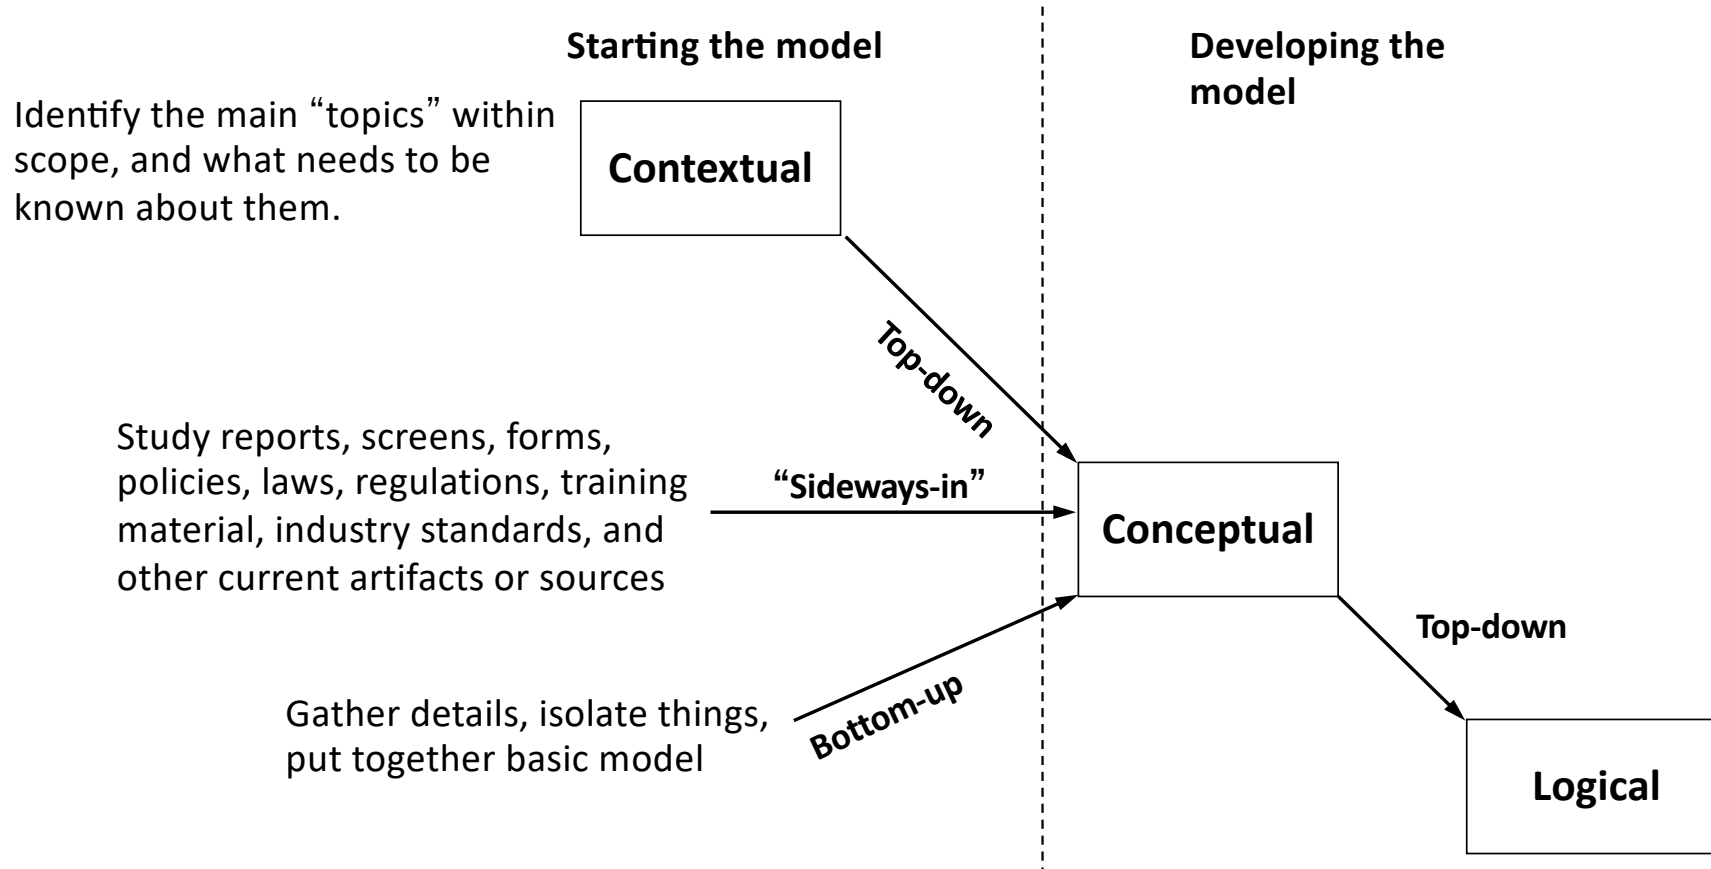 Starting the model
Developing the
model
Identify the main “topics” within
scope, and what needs to be
known about them.
Contextual
Top-down
Study reports, screens, forms,
policies, laws, regulations, training
material, industry standards, and
other current artifacts or sources
“Sideways-in”
Conceptual
Top-down
Gather details, isolate things,
put together basic model
Bottom-up
Logical